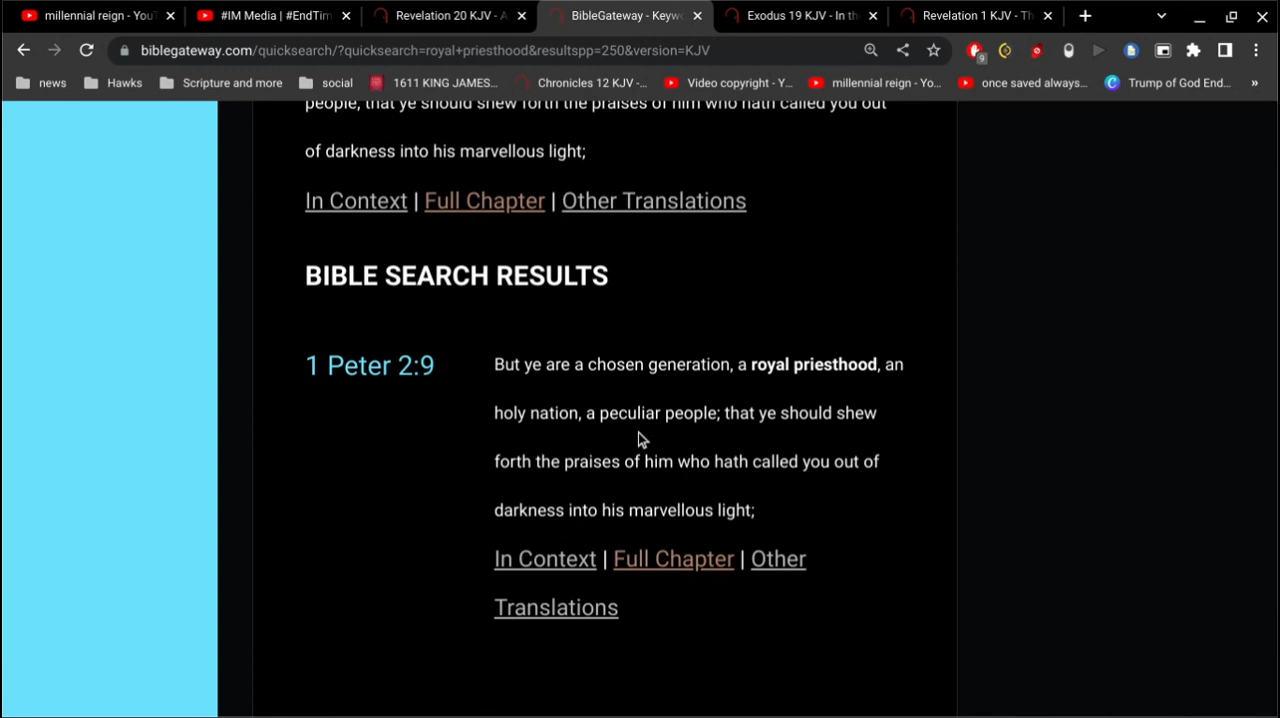 millennial reign - YouT
#IM Media | #EndTim
Revelation 20 KJV - A
BibleGateway - Keywo
Exodus 19 KJV - In th
Revelation 1 KJV - Th
biblegateway.com/quicksearch/?quicksearch=royal+priesthood&resultspp=250&version=KJV
9
news
Hawks
Scripture and more
social
1611 KING JAMES...
Chronicles 12 KJV -...
Video copyright - Y...
millennial reign - Yo...
once saved always...
Trump of God End...
people, that ye should shew forth the praises of him who hath called you out
of darkness into his marvellous light;
In Context | Full Chapter | Other Translations
BIBLE SEARCH RESULTS
1 Peter 2:9
But ye are a chosen generation, a royal priesthood, an
holy nation, a peculiar people; that ye should shew
forth the praises of him who hath called you out of
darkness into his marvellous light;
In Context | Full Chapter | Other
Translations